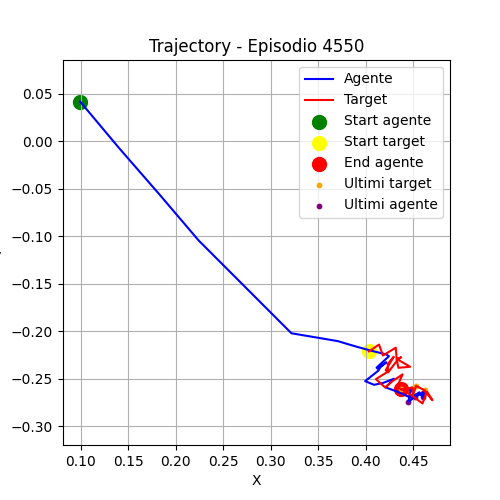 Trajectory - Episodio 4550
Agente
Target
Start agente
Start target
End agente
Ultimi target
Ultimi agente
0.05
0.00
−0.05
−0.10
−0.15
−0.20
−0.25
−0.30
0.10 0.15 0.20 0.25 0.30 0.35 0.40 0.45
X